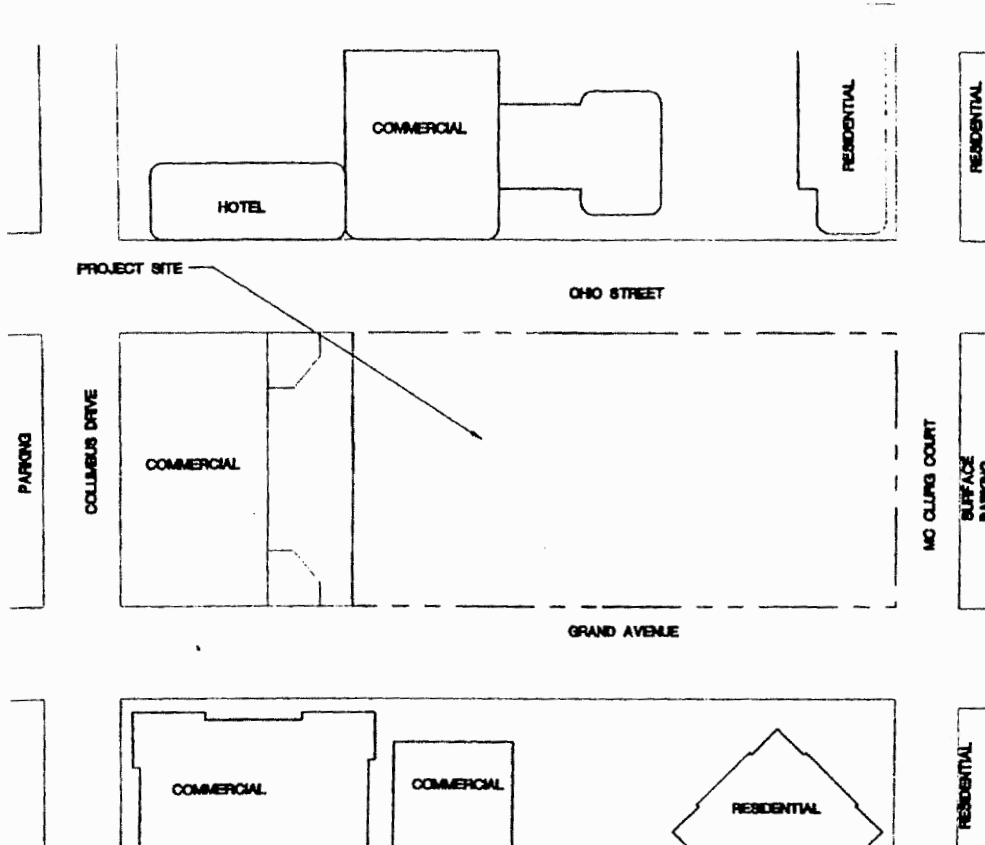 RESIDENTIAL
RESIDENTIAL
COMMERCIAL
HOTEL
PROJECT SITE
OHIO STREET
PARKING
COLUMBUS DRIVE
COMMERCIAL
MC CLURG COURT
SURFACE
PARKING
GRAND AVENUE
COMMERCIAL
COMMERCIAL
RESIDENTIAL
RESIDENTIAL